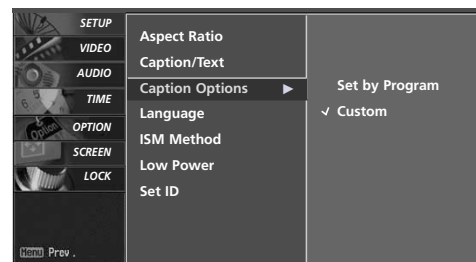 SETUP
VIDEO
AUDIO
TIME
OPTION
SCREEN
LOCK
Menu Prev.
Aspect Ratio
Caption/Text
Caption Options ►
Language
ISM Method
Low Power
Set ID
Set by Program
✓ Custom